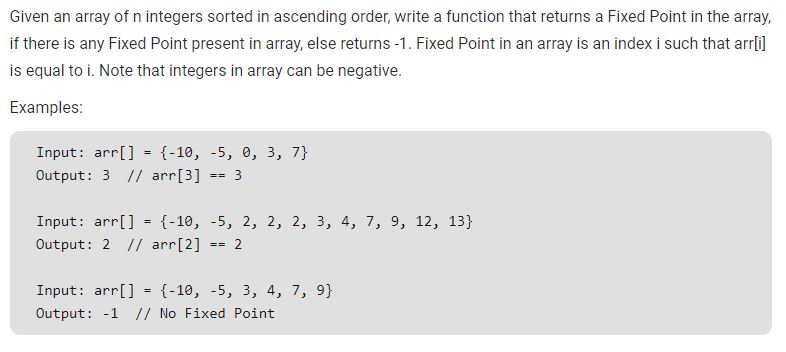 Given an array of n integers sorted in ascending order, write a function that returns a Fixed Point in the array,
if there is any Fixed Point present in array, else returns -1. Fixed Point in an array is an index i such that arr[i]
is equal to i. Note that integers in array can be negative.
Examples:
Input: arr[] = {-10, -5, 0, 3, 7}
Output: 3  // arr[3] == 3
Input: arr[] = {-10, -5, 2, 2, 2, 3, 4, 7, 9, 12, 13}
Output: 2  // arr[2] == 2
Input: arr[] = {-10, -5, 3, 4, 7, 9}
Output: -1  // No Fixed Point